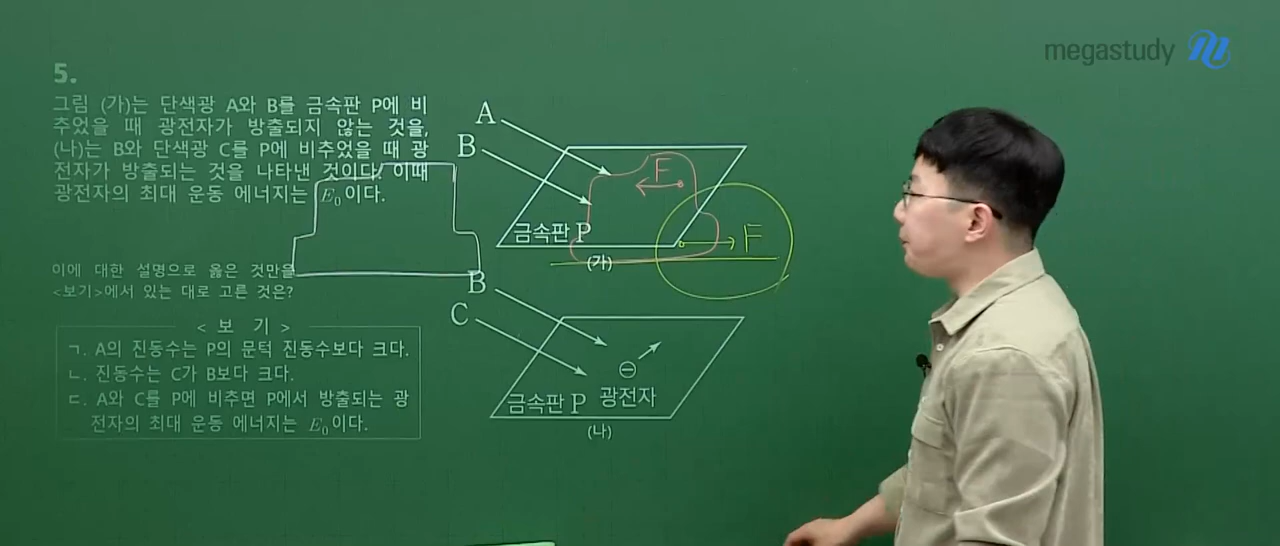 megastudy
5.
그림 (가)는 단색광 A와 B를 금속판 P에 비
추었을 때 광전자가 방출되지 않는 것을,
(나)는 B와 단색광 C를 P에 비추었을 때 광
전자가 방출되는 것을 나타낸 것이다. 이때
광전자의 최대 운동 에너지는 E₀이다.
이에 대한 설명으로 옳은 것만을
<보기>에서 있는 대로 고른 것은?
< 보 기 >
ㄱ. A의 진동수는 P의 문턱 진동수보다 크다.
ㄴ. 진동수는 C가 B보다 크다.
ㄷ. A와 C를 P에 비추면 P에서 방출되는 광
전자의 최대 운동 에너지는 E₀이다.
A
B
F
금속판 P
F
(가)
B
C
⊖
금속판 P 광전자
(나)